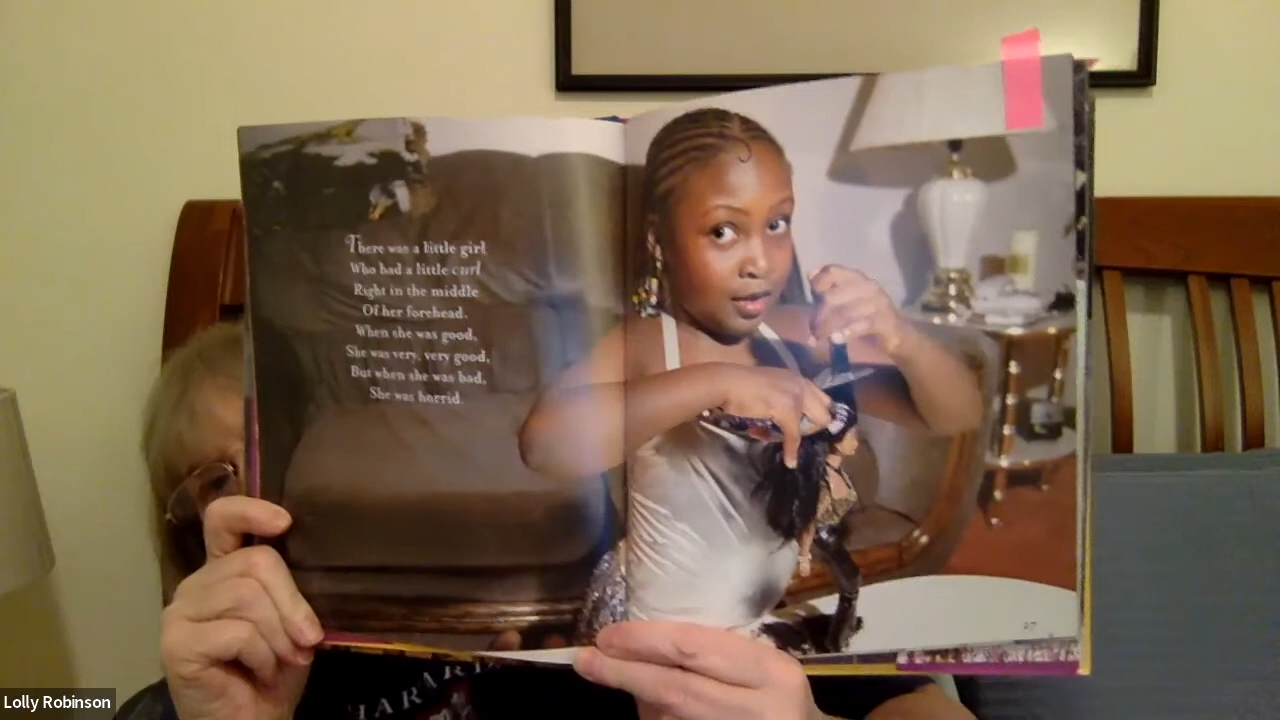 There was a little girl
Who had a little curl
Right in the middle
Of her forehead.
When she was good,
She was very, very good,
But when she was bad,
She was horrid.
27
Lolly Robinson